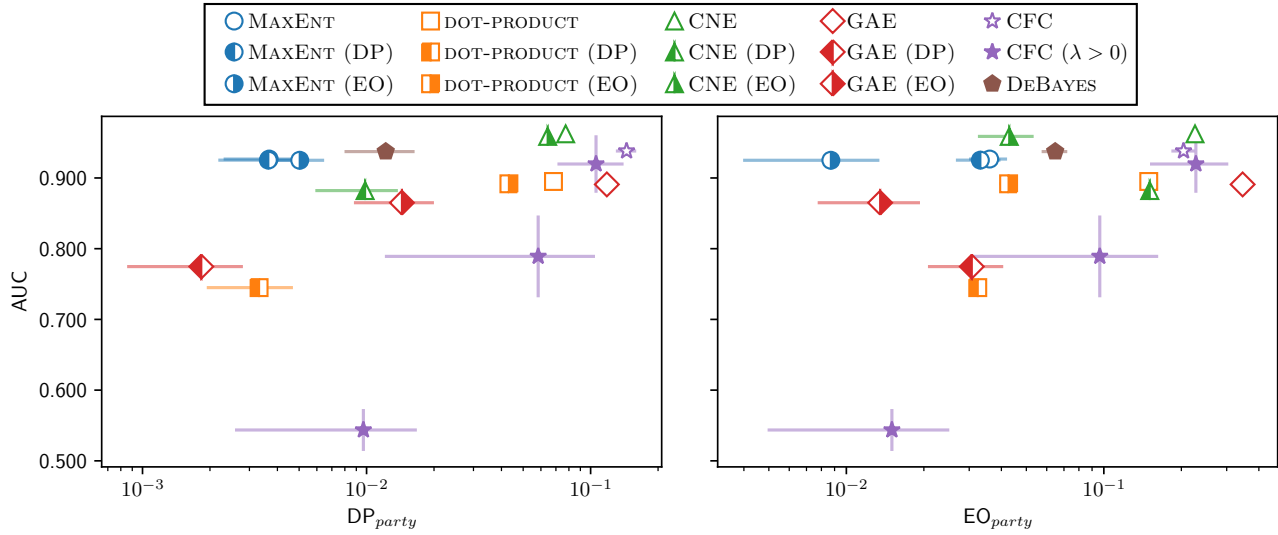 MaxEnt DOT-PRODUCT CNE GAE CFC
MaxEnt (DP) DOT-PRODUCT (DP) CNE (DP) GAE (DP) CFC (λ > 0)
MaxEnt (EO) DOT-PRODUCT (EO) CNE (EO) GAE (EO) DeBayes
AUC
0.900
0.800
0.700
0.600
0.500
10⁻³ 10⁻² 10⁻¹
DP_party
10⁻² 10⁻¹
EO_party